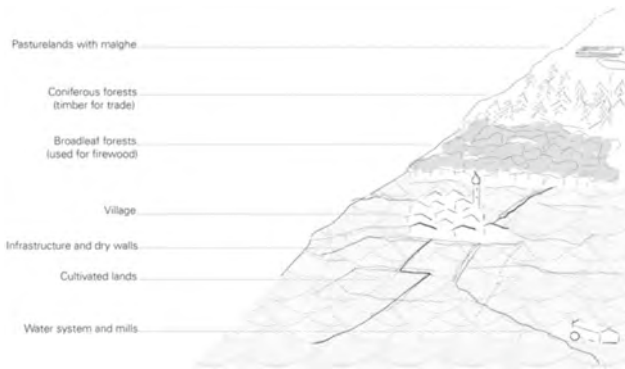 Pasturelands with malghe
Coniferous forests
(timber for trade)
Broadleaf forests
(used for firewood)
Village
Infrastructure and dry walls
Cultivated lands
Water system and mills